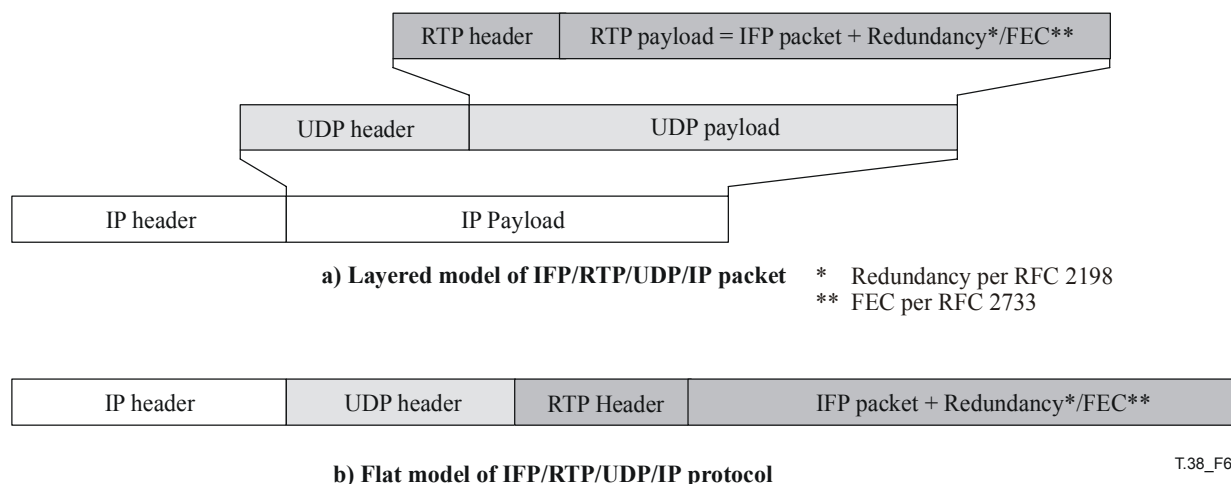 RTP header RTP payload = IFP packet + Redundancy*/FEC**
UDP header UDP payload
IP header IP Payload
a) Layered model of IFP/RTP/UDP/IP packet * Redundancy per RFC 2198
** FEC per RFC 2733
IP header UDP header RTP Header IFP packet + Redundancy*/FEC**
b) Flat model of IFP/RTP/UDP/IP protocol
T.38_F6